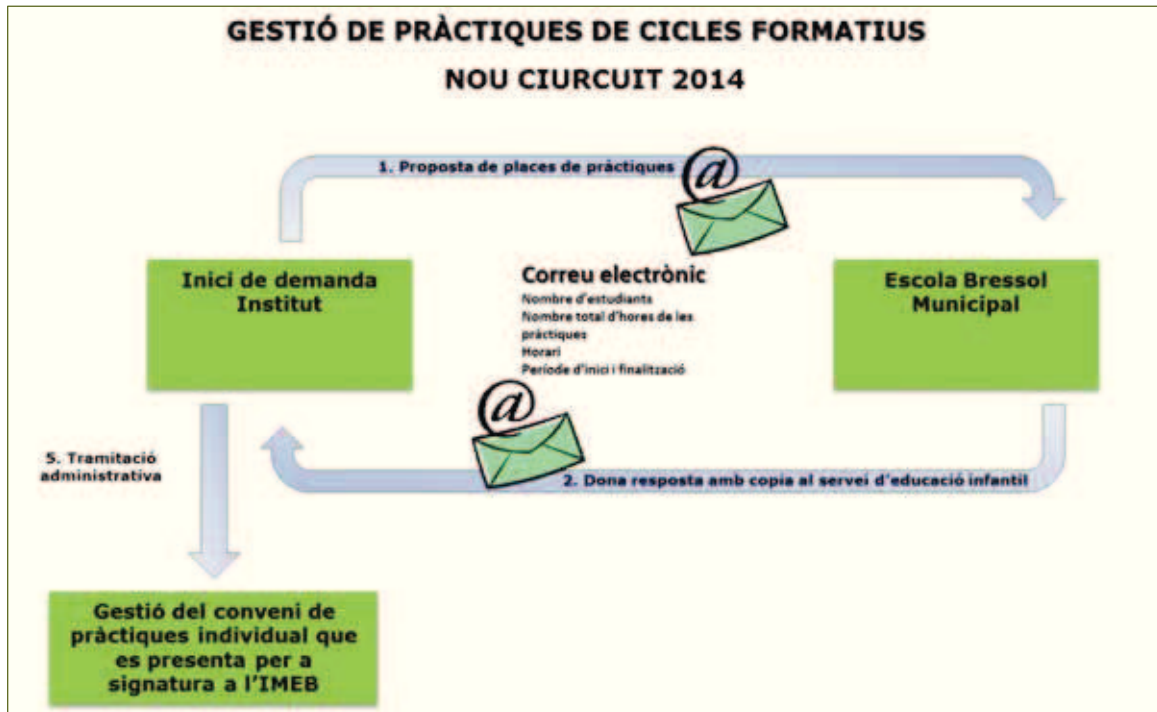 GESTIÓ DE PRÀCTIQUES DE CICLES FORMATIUS
NOU CIURCUIT 2014
1. Proposta de places de pràctiques
@
Inici de demanda
Institut
Correu electrònic
Nombre d'estudiants
Nombre total d'hores de les
pràctiques
Horari
Període d'inici i finalització
Escola Bressol
Municipal
@
5. Tramitació
administrativa
2. Dona resposta amb copia al servei d'educació infantil
Gestió del conveni de
pràctiques individual que
es presenta per a
signatura a l'IMEB